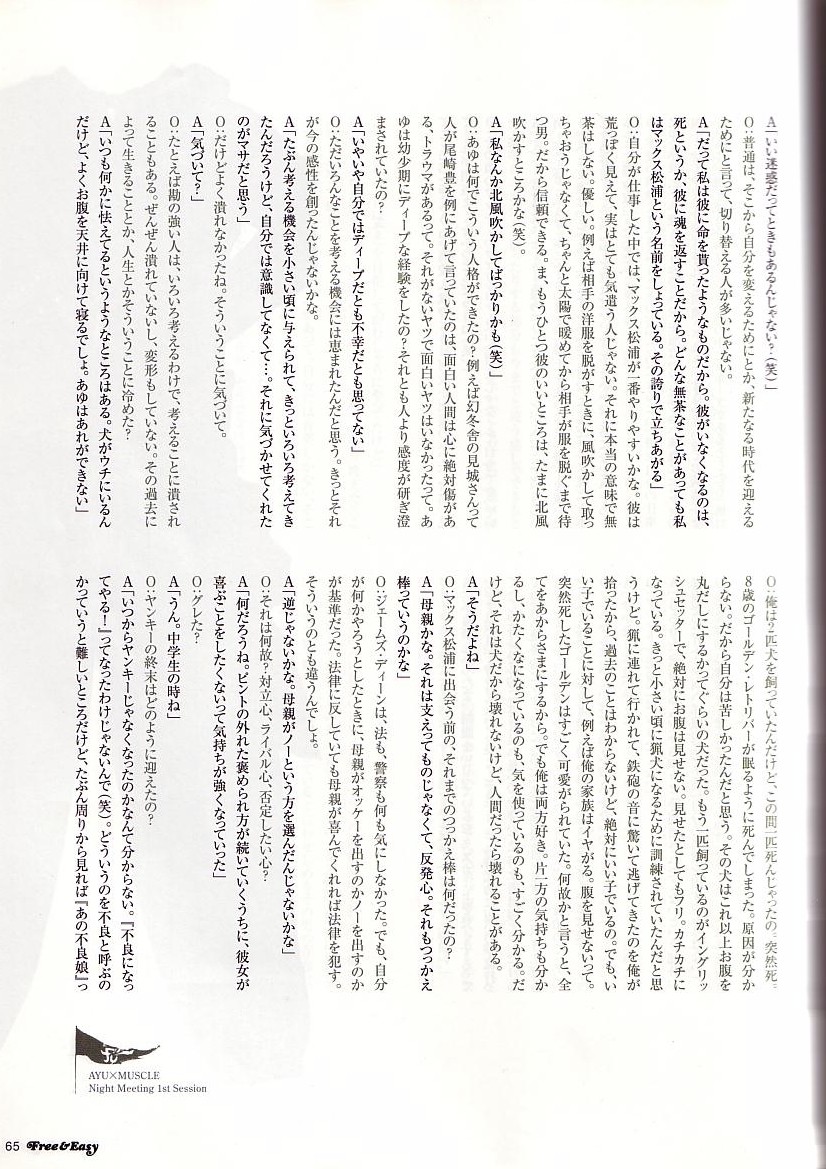 A「いい迷惑だってときもあるんじゃない?(笑)」
O:普通は、そこから自分を変えるためにとか、新たなる時代を迎える
ためにと言って、切り替える人が多いじゃない。
A「だって私は彼に命を貰ったようなものだから。彼がいなくなるのは、
死というか、彼に魂を返すことだから。どんな無茶なことがあっても私
はマックス松浦という名前をしょっている。その誇りで立ちあがる」
O:自分が仕事した中では、マックス松浦が一番やりやすいかな。彼は
荒っぽく見えて、実はとても気遣う人じゃない。それに本当の意味で無
茶はしない。優しい。例えば相手の洋服を脱がすときに、風吹かして取っ
ちゃおうじゃなくて、ちゃんと太陽で暖めてから相手が服を脱ぐまで待
つ男。だから信頼できる。ま、もうひとつ彼のいいところは、たまに北風
吹かすところかな(笑)。
A「私なんか北風吹かしてばっかりかも(笑)」
O:あゆは何でこういう人格ができたの?例えば幻冬舎の見城さんって
人が尾崎豊を例にあげて言っていたのは、面白い人間は心に絶対傷があ
る、トラウマがあるって。それがないヤツで面白いヤツはいなかったって。あ
ゆは幼少期にディープな経験をしたの?それとも人より感度が研ぎ澄
まされていたの?
A「いやいや自分ではディープだとも不幸だとも思ってない」
O:ただいろんなことを考える機会には恵まれたんだと思う。きっとそれ
が今の感性を創ったんじゃないかな。
A「たぶん考える機会を小さい頃に与えられて、きっといろいろ考えてき
たんだろうけど、自分では意識してなくて…。それに気づかせてくれた
のがマサだと思う」
O:だけどよく潰れなかったね。そういうことに気づいて。
A「気づいて?」
O:たとえば勘の強い人は、いろいろ考えるわけで、考えることに潰され
ることもある。ぜんぜん潰れていないし、変形もしていない。その過去に
よって生きることとか、人生とかそういうことに冷めた?
A「いつも何かに怯えてるというようなところはある。犬がウチにいるん
だけど、よくお腹を天井に向けて寝るでしょ。あゆはあれができない」
O:俺は2匹犬を飼っていたんだけど、この間一匹死んじゃったの。突然死。
8歳のゴールデン・レトリバーが眠るように死んでしまった。原因が分か
らない。だから自分は苦しかったんだと思う。その犬はこれ以上お腹を
丸だしにするかってぐらいの犬だった。もう一匹飼っているのがイングリッ
シュセッターで、絶対にお腹は見せない。見せたとしてもフリ。カチカチに
なっている。きっと小さい頃に猟犬になるために訓練されていたんだと思
うけど。猟に連れて行かれて、鉄砲の音に驚いて逃げてきたのを俺が
拾ったから、過去のことはわからないけど、絶対にいい子でいるの。でも、い
い子でいることに対して、例えば俺の家族はイヤがる。腹を見せないって。
突然死したゴールデンはすごく可愛がられていた。何故かと言うと、全
てをあからさまにするから。でも俺は両方好き。片一方の気持ちも分か
るし、かたくなになっているのも、気を使っているのも、すごく分かる。だ
けど、それは犬だから壊れないけど、人間だったら壊れることがある。
A「そうだよね」
O:マックス松浦に出会う前の、それまでのつっかえ棒は何だったの?
A「母親かな。それは支えってものじゃなくて、反発心。それもつっかえ
棒っていうのかな」
O:ジェームズ・ディーンは、法も、警察も何も気にしなかった。でも、自分
が何かやろうとしたときに、母親がオッケーを出すのかノーを出すのか
が基準だった。法律に反していても母親が喜んでくれれば法律を犯す。
そういうのとも違うんでしょ。
A「逆じゃないかな。母親がノーという方を選んだんじゃないかな」
O:それは何故?対立心、ライバル心、否定したい心?
A「何だろうね。ピントの外れた褒められ方が続いていくうちに、彼女が
喜ぶことをしたくないって気持ちが強くなっていった」
O:グレた?
A「うん。中学生の時ね」
O:ヤンキーの終末はどのように迎えたの?
A「いつからヤンキーじゃなくなったのかなんて分からない。『不良になっ
てやる!』ってなったわけじゃないんで(笑)。どういうのを不良と呼ぶの
かっていうと難しいところだけど、たぶん周りから見れば『あの不良娘』っ
AYU×MUSCLE
Night Meeting 1st Session
65 Free&Easy